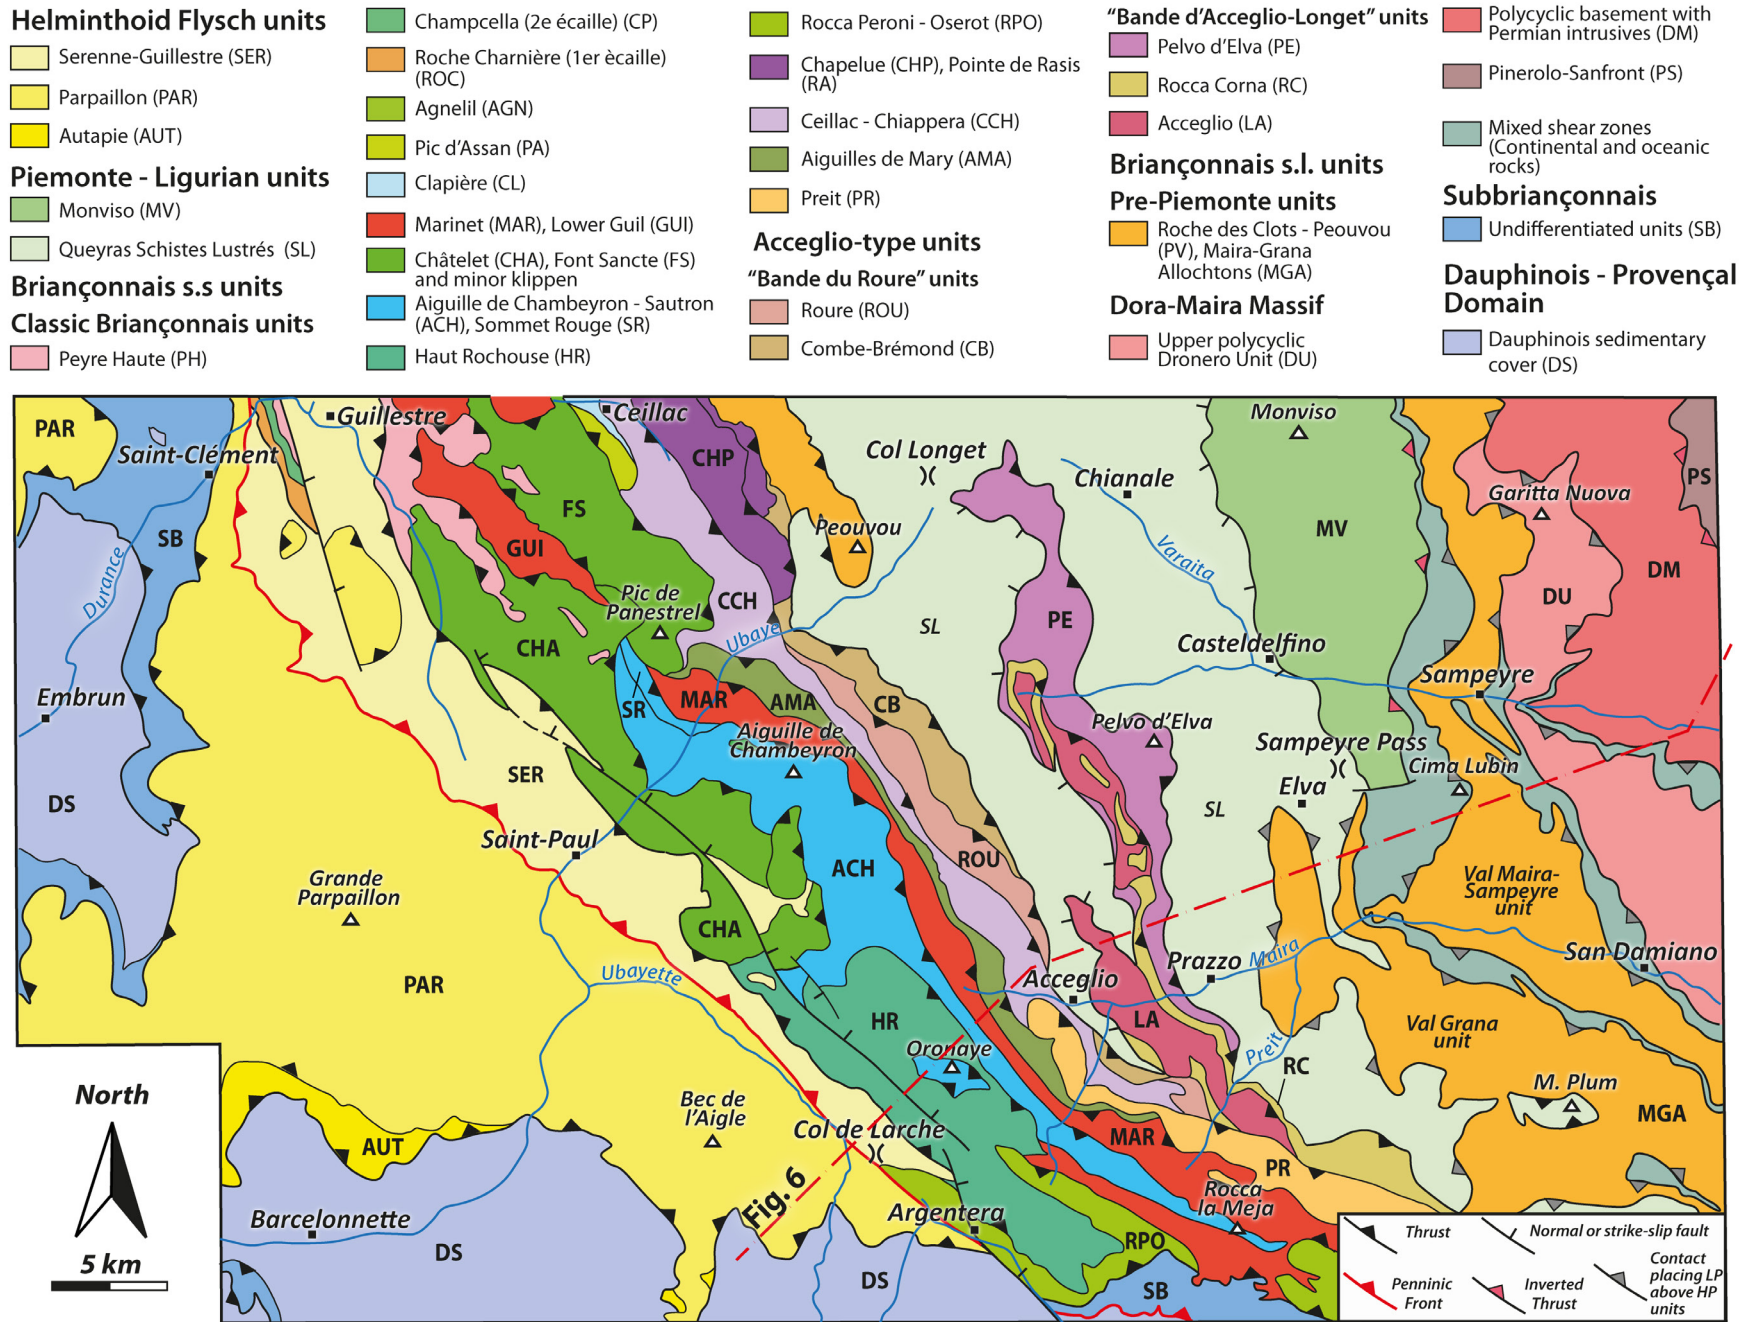 Helminthoid Flysch units
Serenne-Guillestre (SER)
Parpaillon (PAR)
Autapie (AUT)
Piemonte - Ligurian units
Monviso (MV)
Queyras Schistes Lustrés (SL)
Briançonnais s.s units
Classic Briançonnais units
Peyre Haute (PH)
Champcella (2e écaille) (CP)
Roche Charnière (1er ècaille)
(ROC)
Agnelil (AGN)
Pic d’Assan (PA)
Clapière (CL)
Marinet (MAR), Lower Guil (GUI)
Châtelet (CHA), Font Sancte (FS)
and minor klippen
Aiguille de Chambeyron - Sautron
(ACH), Sommet Rouge (SR)
Haut Rochouse (HR)
Rocca Peroni - Oserot (RPO)
Chapelue (CHP), Pointe de Rasis
(RA)
Ceillac - Chiappera (CCH)
Aiguilles de Mary (AMA)
Preit (PR)
Acceglio-type units
“Bande du Roure” units
Roure (ROU)
Combe-Brémond (CB)
“Bande d’Acceglio-Longet” units
Pelvo d’Elva (PE)
Rocca Corna (RC)
Acceglio (LA)
Briançonnais s.l. units
Pre-Piemonte units
Roche des Clots - Peouvou
(PV), Maira-Grana
Allochtons (MGA)
Dora-Maira Massif
Upper polycyclic
Dronero Unit (DU)
Polycyclic basement with
Permian intrusives (DM)
Pinerolo-Sanfront (PS)
Mixed shear zones
(Continental and oceanic
rocks)
Subbriançonnais
Undifferentiated units (SB)
Dauphinois - Provençal
Domain
Dauphinois sedimentary
cover (DS)
PAR
Guillestre
Ceillac
Monviso
Saint-Clément
Col Longet
CHP
Chianale
PS
Garitta Nuova
FS
Peouvou
MV
SB
GUI
Varaita
DM
Durance
Pic de
Panestrel
CCH
DU
SL
PE
Ubaye
CHA
Casteldelfino
Sampeyre
Embrun
SR
MAR
AMA
CB
Pelvo d’Elva
Aiguille de
Chambeyron
Sampeyre Pass
Cima Lubin
SER
Elva
DS
SL
Saint-Paul
ROU
ACH
Grande
Parpaillon
Val Maira-
Sampeyre
unit
CHA
San Damiano
Maira
Prazzo
Ubayette
Acceglio
PAR
HR
LA
Val Grana
unit
Oronaye
Preit
RC
North
Bec de
l’Aigle
M. Plum
MGA
Col de Larche
AUT
MAR
PR
Fig. 6
Rocca
la Meja
Argentera
Barcelonnette
DS
RPO
5 km
DS
SB
Thrust
Normal or strike-slip fault
Penninic
Front
Inverted
Thrust
Contact
placing LP
above HP
units